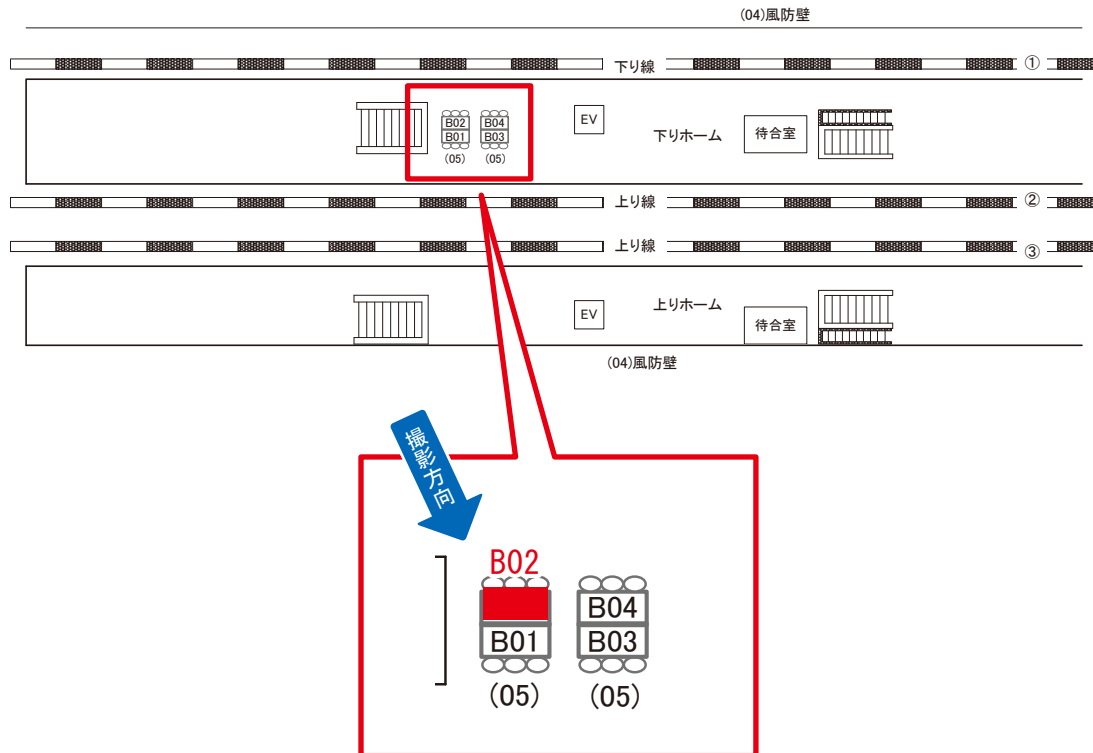 (04)風防壁
下り線 ①
B02 B04
B01 B03
(05) (05)
EV
下りホーム
待合室
上り線 ②
上り線 ③
EV
上りホーム
待合室
(04)風防壁
撮影方向
B02
B04
B01 B03
(05) (05)